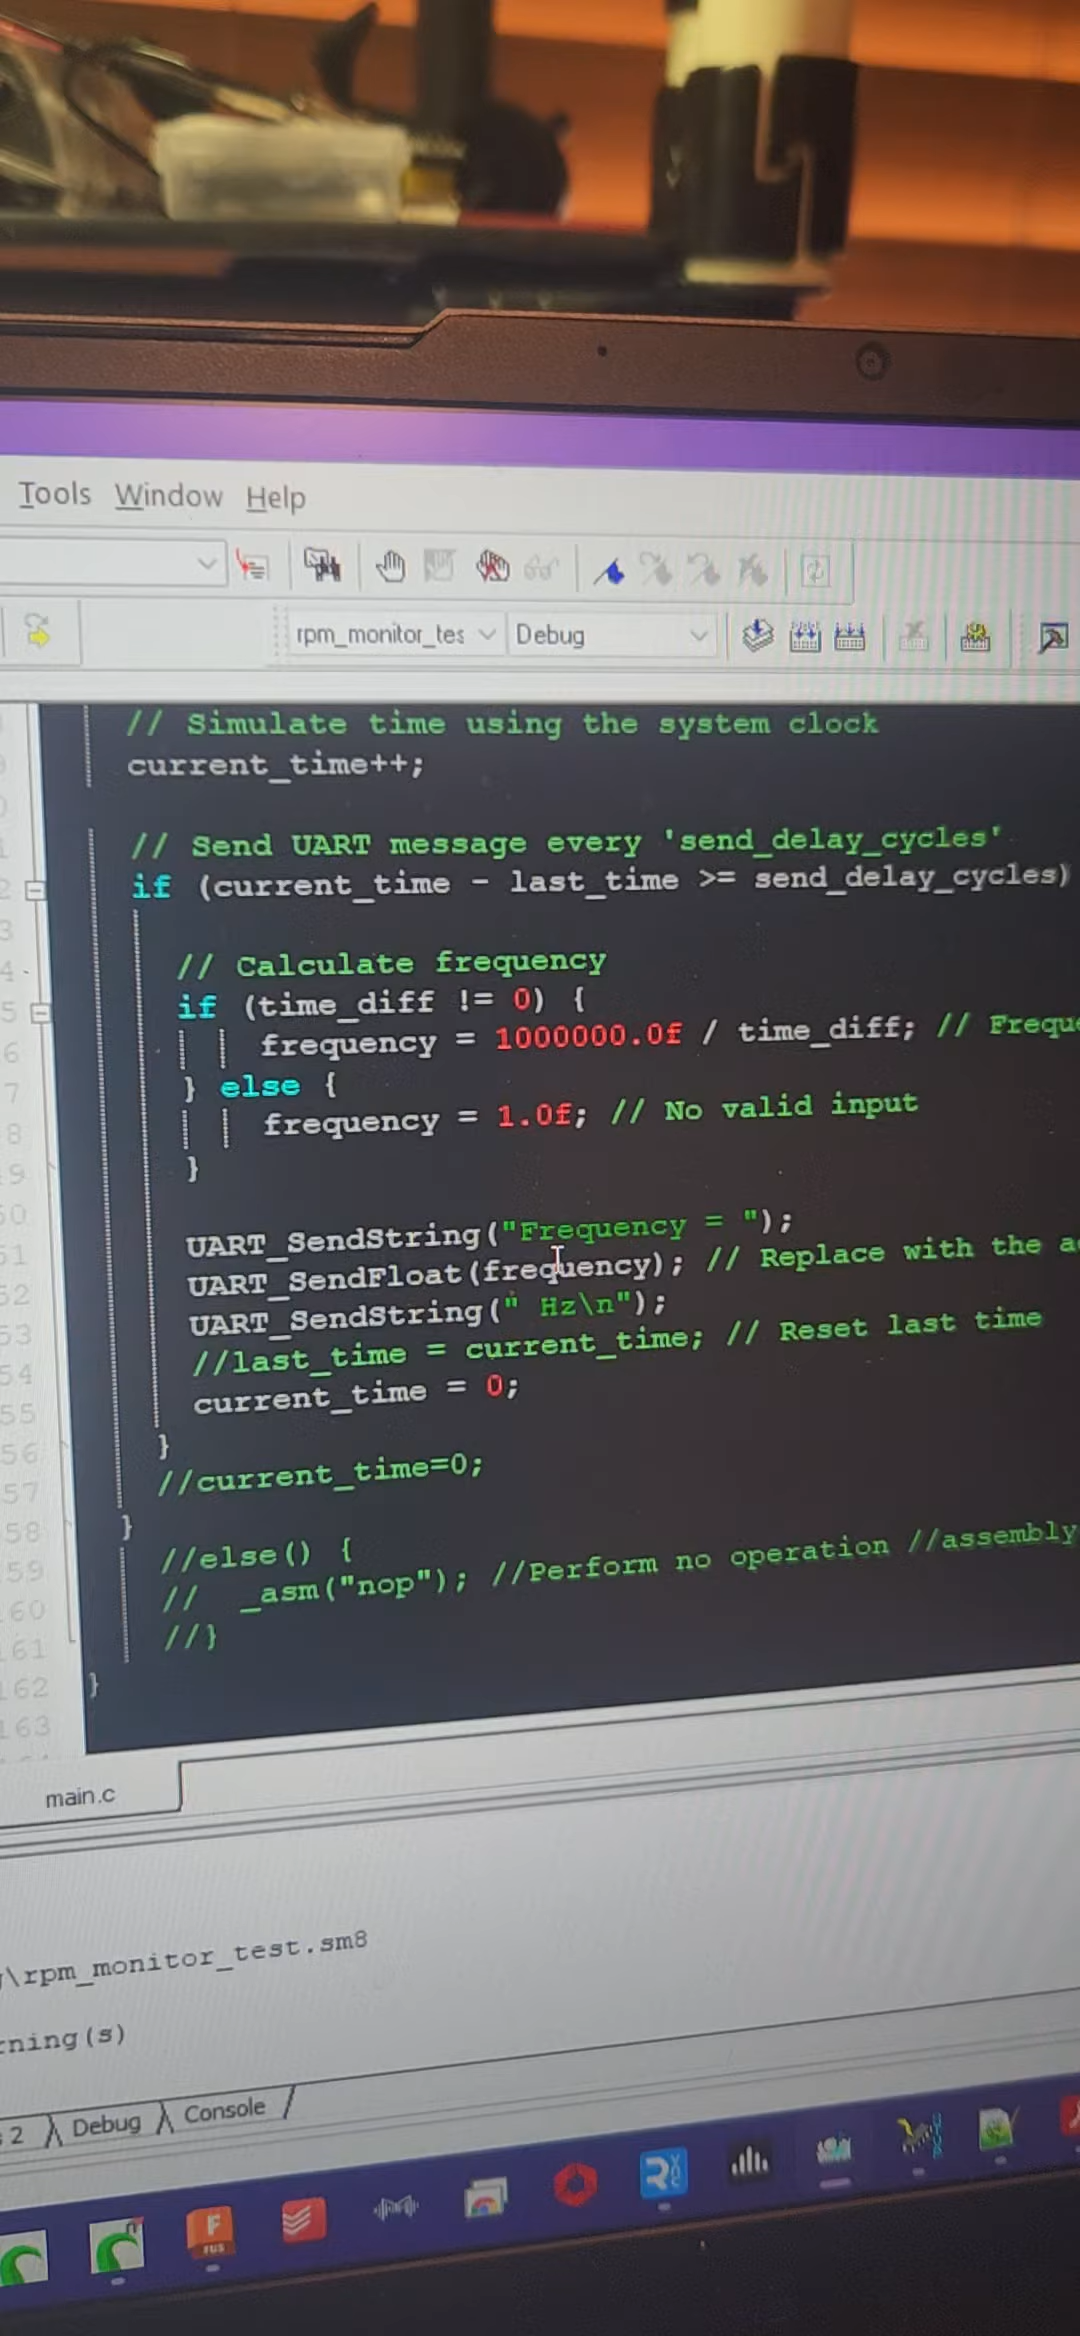 Tools Window Help
rpm_monitor_tes Debug
// Simulate time using the system clock
current_time++;
// Send UART message every 'send_delay_cycles'
if (current_time - last_time >= send_delay_cycles)
// Calculate frequency
if (time_diff != 0) {
frequency = 1000000.0f / time_diff; //
} else {
frequency = 1.0f; // No valid input
}
UART_SendString("Frequency = ");
UART_SendFloat(frequency); // Replace with the
UART_SendString(" Hz\n");
//last_time = current_time; // Reset last time
current_time = 0;
}
//current_time=0;
}
//else() {
// _asm("nop"); //Perform no operation //assembly
//}
162 }
163
main.c
\rpm_monitor_test.sm8
2 Debug Console